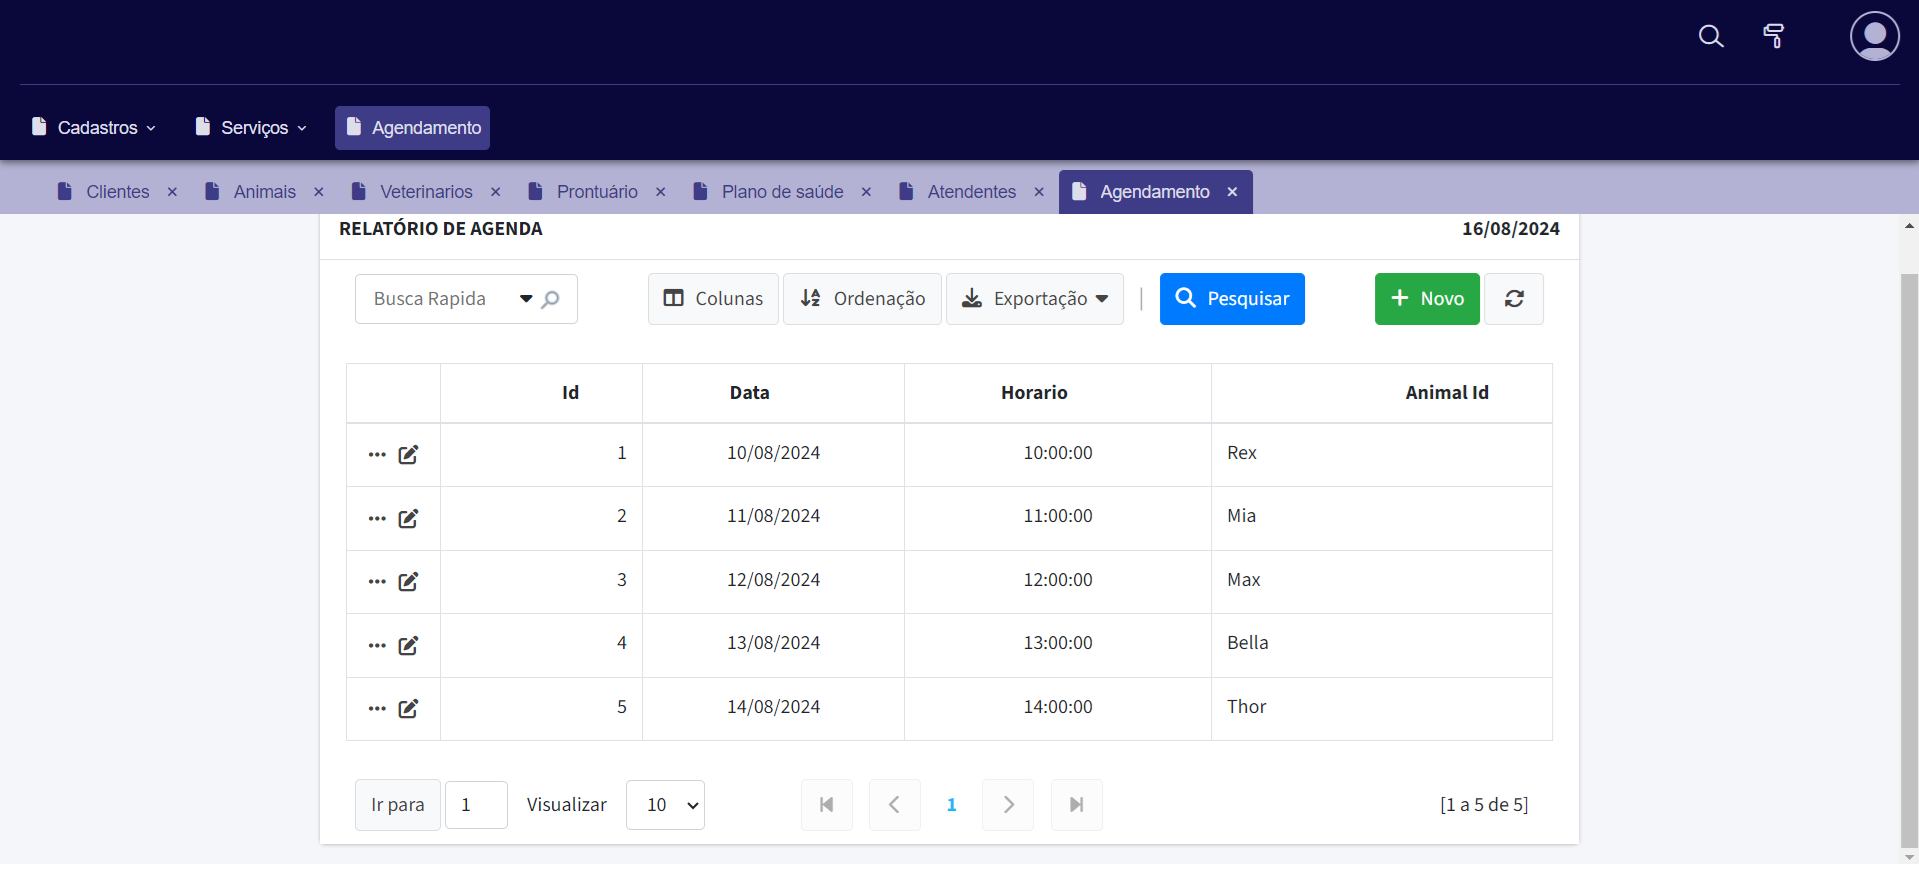 Cadastros Serviços Agendamento
Clientes × Animais × Veterinarios × Prontuário × Plano de saúde × Atendentes × Agendamento ×
RELATÓRIO DE AGENDA 16/08/2024
Busca Rapida Colunas Ordenação Exportação | Pesquisar + Novo
Id Data Horario Animal Id
1 10/08/2024 10:00:00 Rex
2 11/08/2024 11:00:00 Mia
3 12/08/2024 12:00:00 Max
4 13/08/2024 13:00:00 Bella
5 14/08/2024 14:00:00 Thor
Ir para 1 Visualizar 10 1 [1 a 5 de 5]